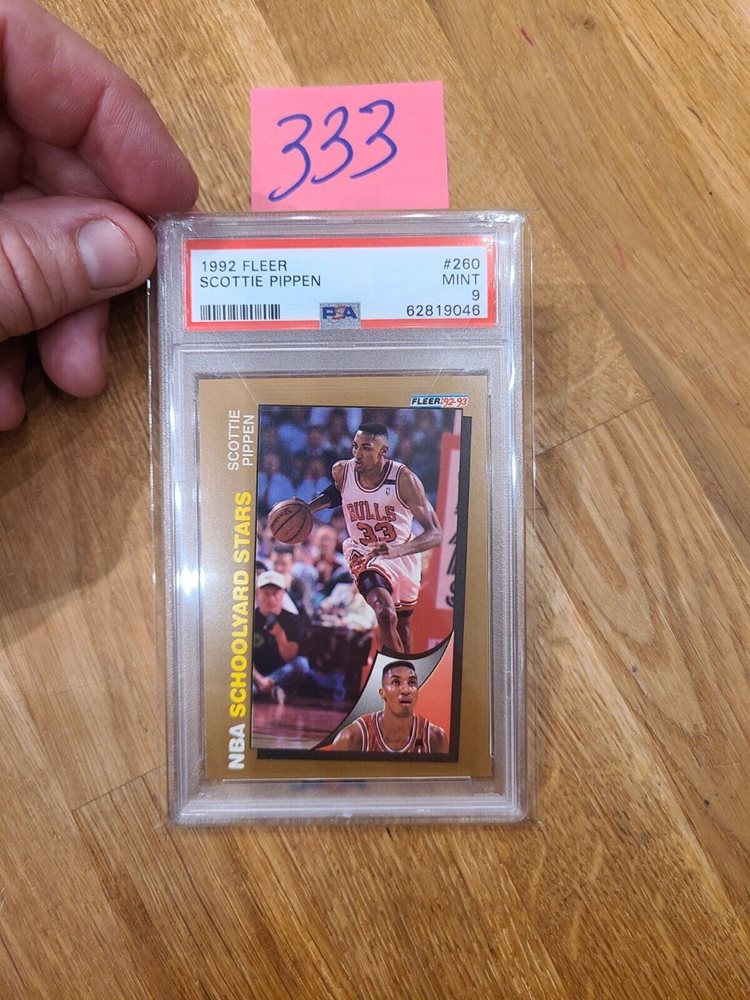 333
1992 FLEER #260
SCOTTIE PIPPEN MINT
9
PSA 62819046
FLEER '92-93
SCOTTIE
PIPPEN
NBA SCHOOLYARD STARS
BULLS
33